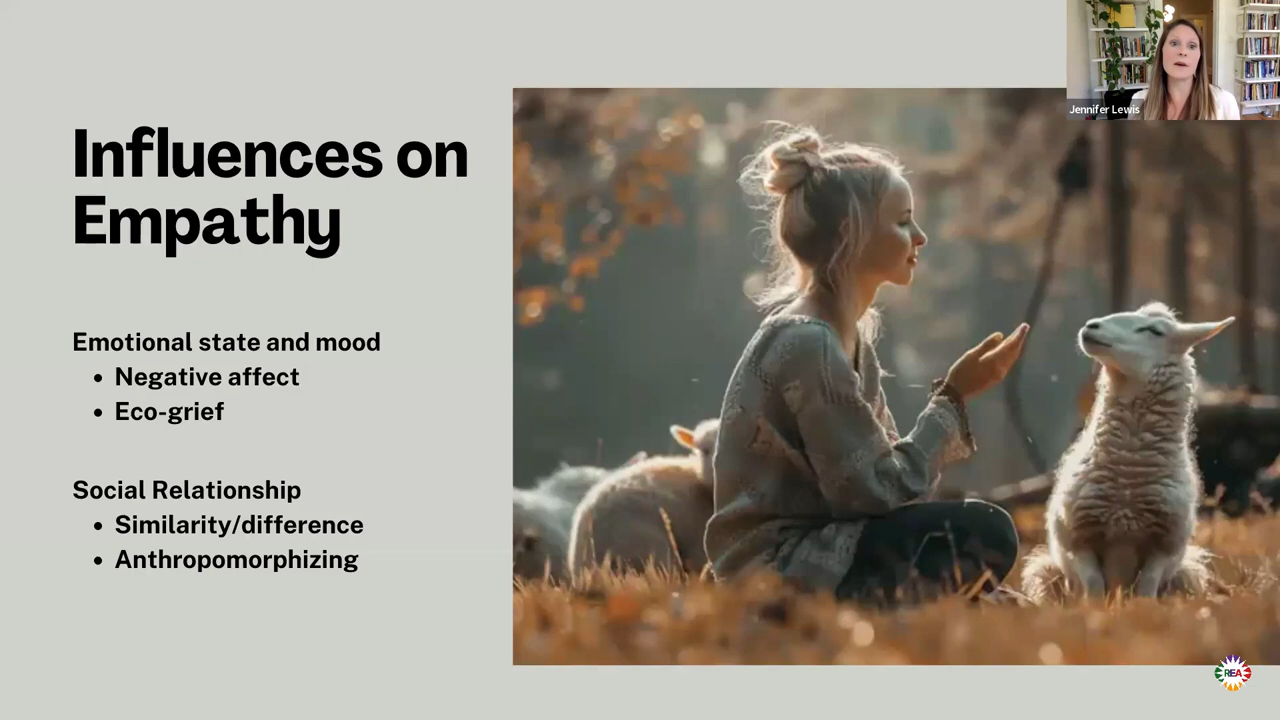 Jennifer Lewis
Influences on
Empathy
Emotional state and mood
• Negative affect
• Eco-grief
Social Relationship
• Similarity/difference
• Anthropomorphizing
REA